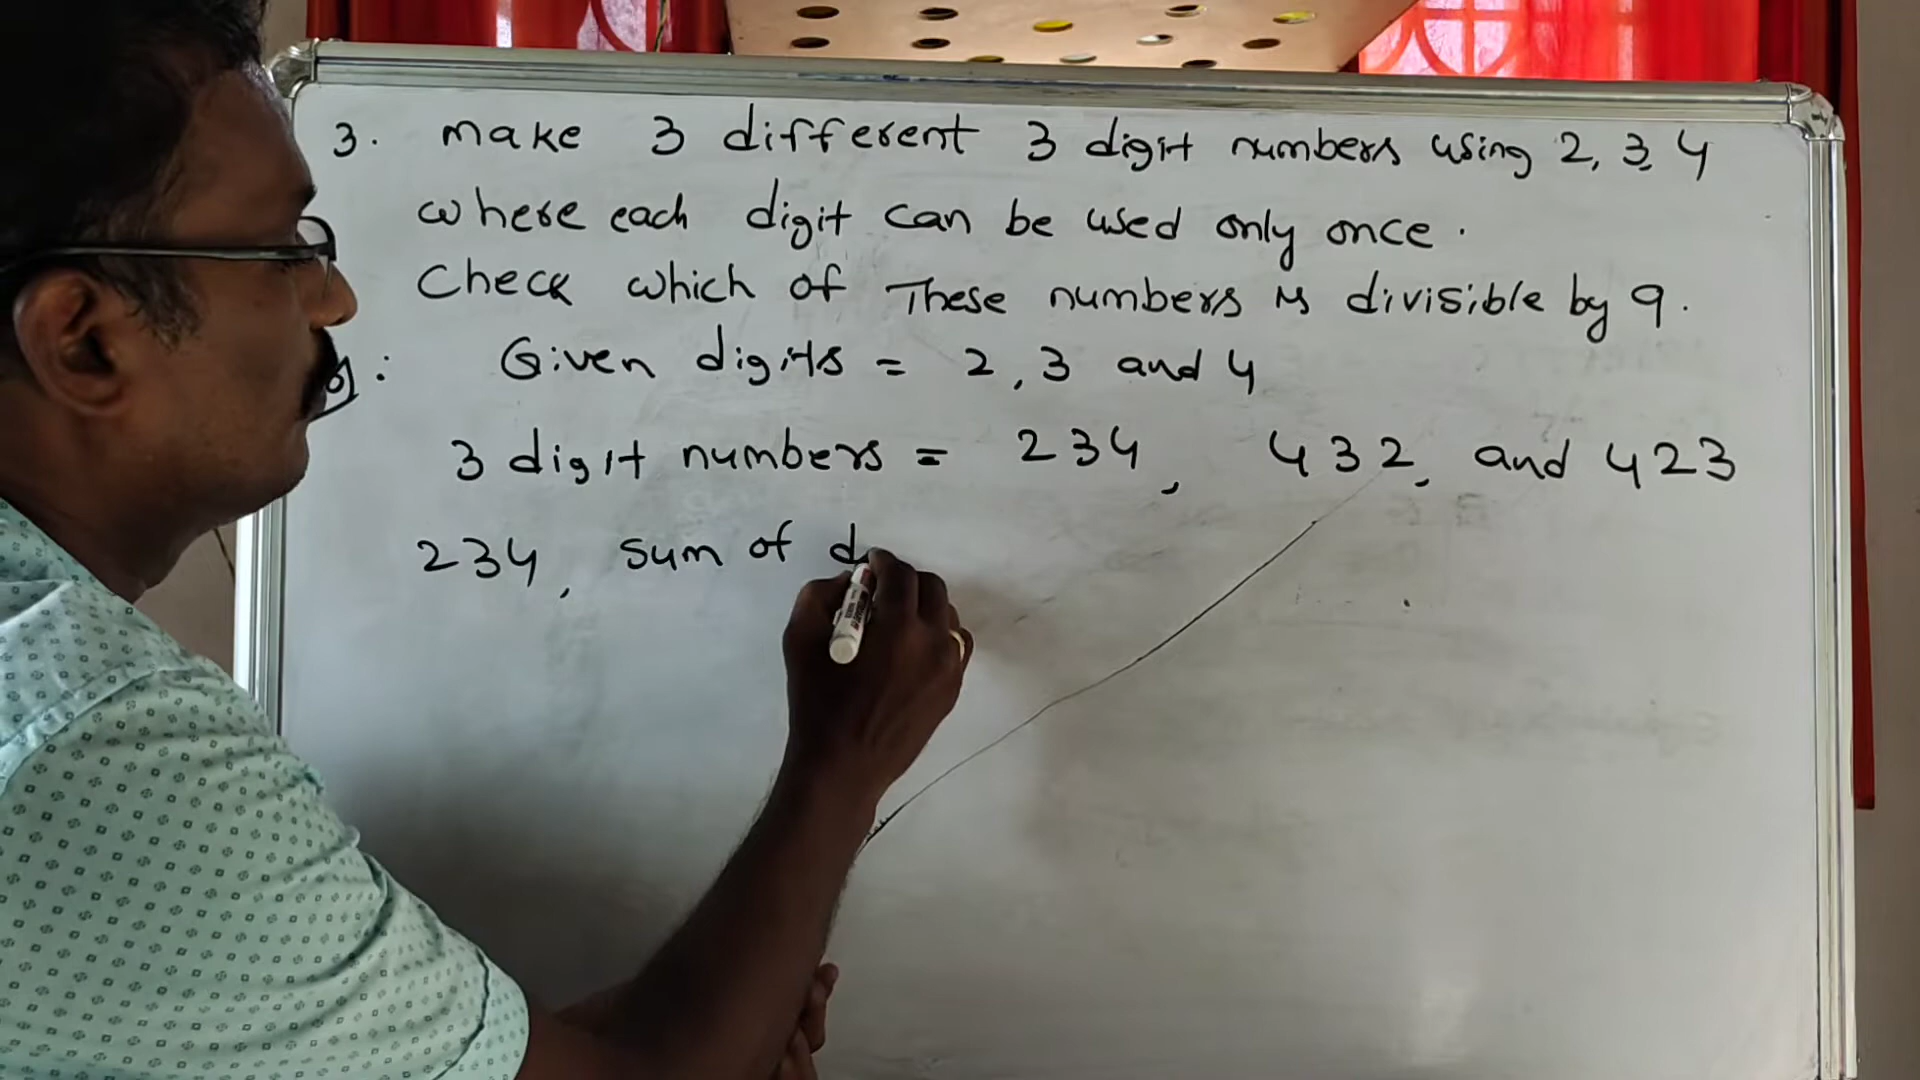 3. make 3 different 3 digit numbers using 2, 3, 4
where each digit can be used only once.
Check which of These numbers is divisible by 9.
: Given digits = 2, 3 and 4
3 digit numbers = 234, 432, and 423
234, sum of